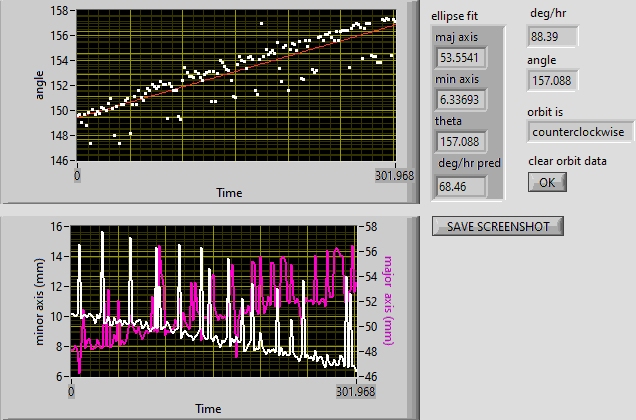 158
156
154
152
150
148
146
angle
0
301.968
Time
ellipse fit
maj axis
53.5541
min axis
6.33693
theta
157.088
deg/hr pred
68.46
deg/hr
88.39
angle
157.088
orbit is
counterclockwise
clear orbit data
OK
SAVE SCREENSHOT
16
14
12
10
8
6
minor axis (mm)
58
56
54
52
50
48
46
major axis (mm)
0
301.968
Time